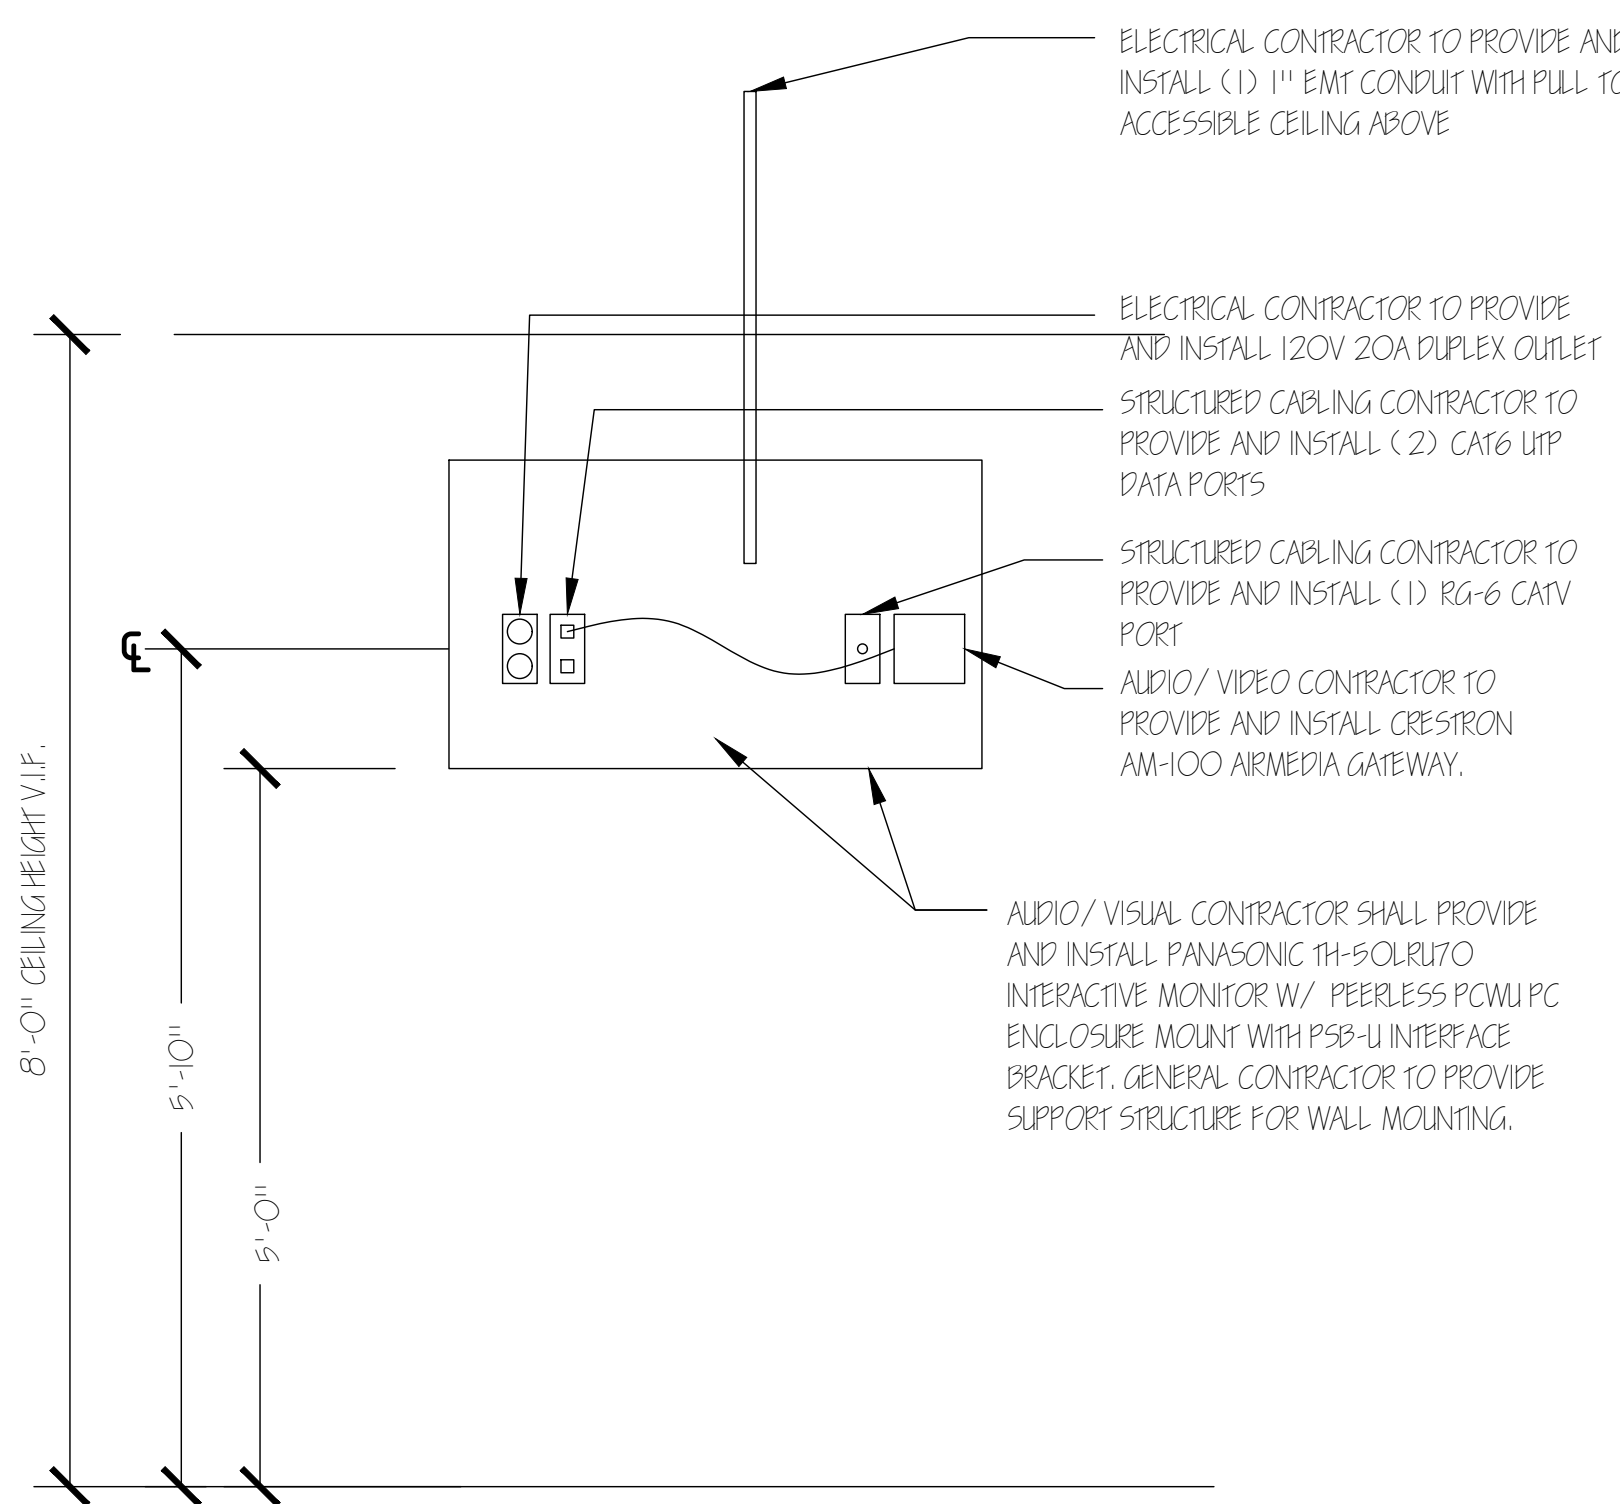 ELECTRICAL CONTRACTOR TO PROVIDE AND
INSTALL (1) 1" EMT CONDUIT WITH PULL TO
ACCESSIBLE CEILING ABOVE
ELECTRICAL CONTRACTOR TO PROVIDE
AND INSTALL 120V 20A DUPLEX OUTLET
STRUCTURED CABLING CONTRACTOR TO
PROVIDE AND INSTALL (2) CAT6 UTP
DATA PORTS
STRUCTURED CABLING CONTRACTOR TO
PROVIDE AND INSTALL (1) RG-6 CATV
PORT
AUDIO/ VIDEO CONTRACTOR TO
PROVIDE AND INSTALL CRESTRON
AM-100 AIRMEDIA GATEWAY.
AUDIO/ VISUAL CONTRACTOR SHALL PROVIDE
AND INSTALL PANASONIC TH-50LRU70
INTERACTIVE MONITOR W/ PEERLESS PCWU PC
ENCLOSURE MOUNT WITH PSB-U INTERFACE
BRACKET. GENERAL CONTRACTOR TO PROVIDE
SUPPORT STRUCTURE FOR WALL MOUNTING.
CL
8'-0" CEILING HEIGHT V.I.F.
5'-10"
5'-0"